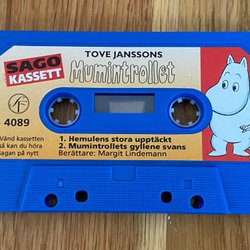 SAGO
KASSETT
TOVE JANSSONS
Mumintrollet
4089
Vänd kassetten
så kan du höra
sagan på nytt
1. Hemulens stora upptäckt
2. Mumintrollets gyllene svans
Berättare: Margit Lindemann